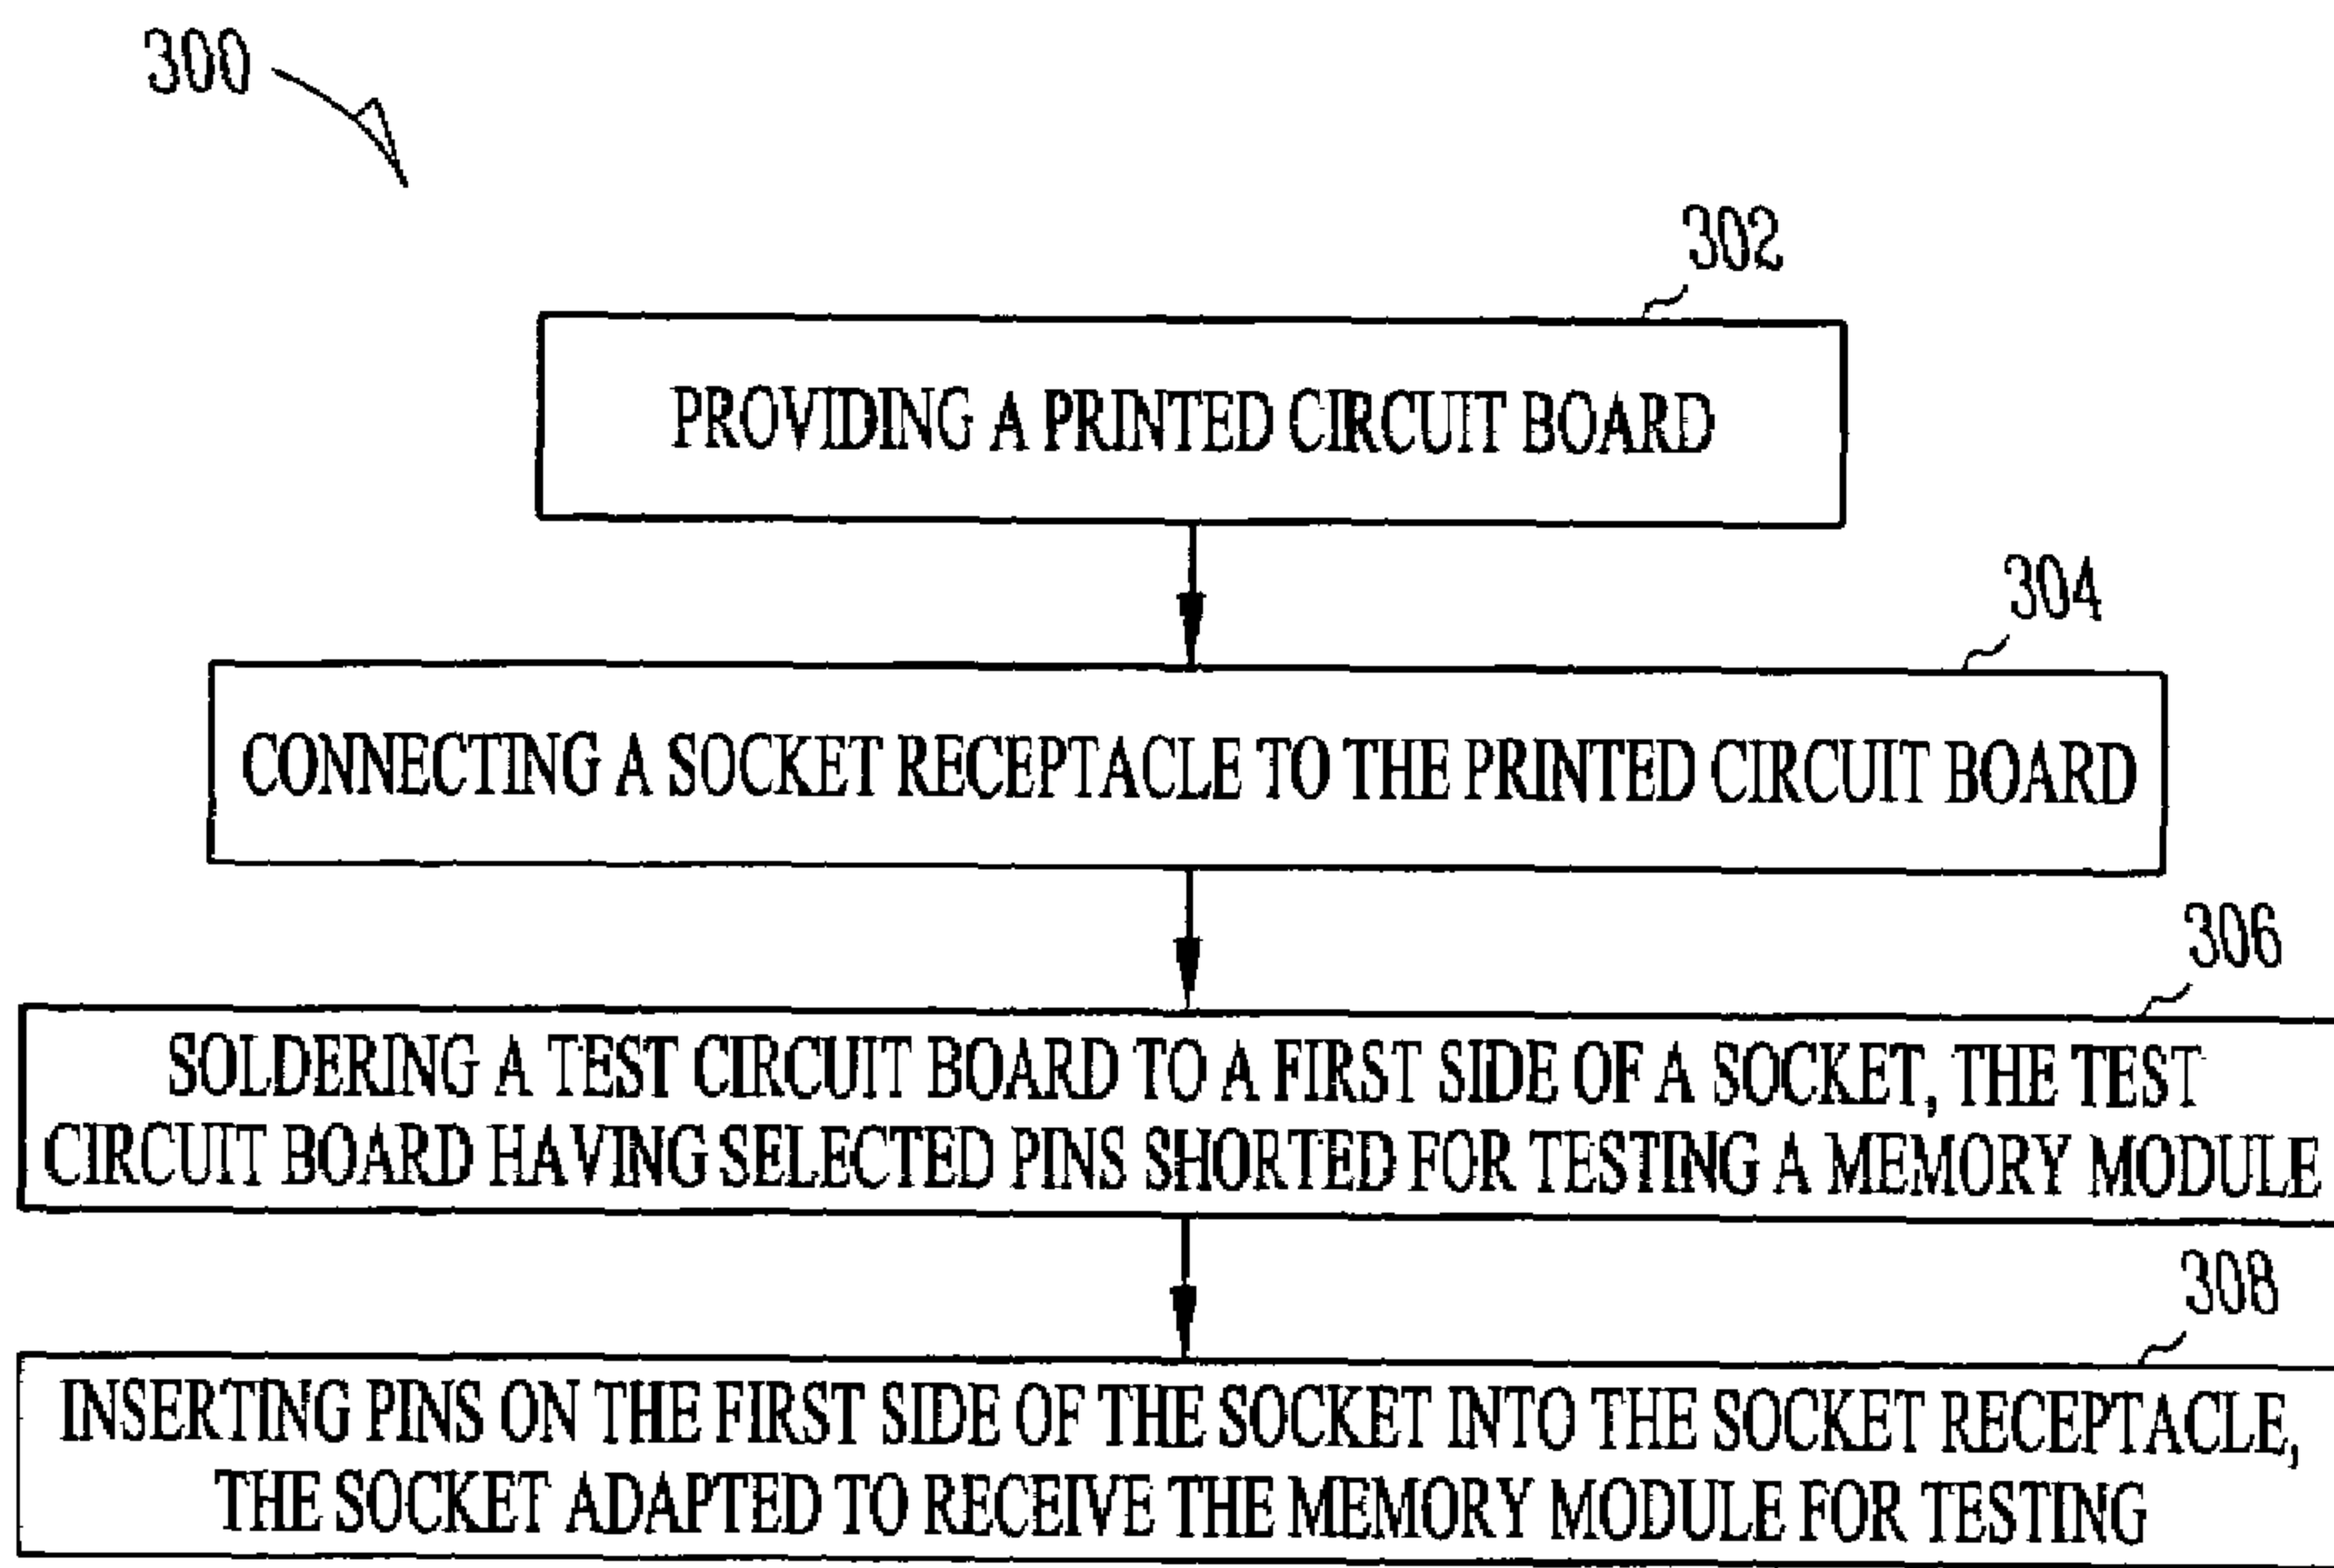 300
302
PROVIDING A PRINTED CIRCUIT BOARD
304
CONNECTING A SOCKET RECEPTACLE TO THE PRINTED CIRCUIT BOARD
306
SOLDERING A TEST CIRCUIT BOARD TO A FIRST SIDE OF A SOCKET, THE TEST
CIRCUIT BOARD HAVING SELECTED PINS SHORTED FOR TESTING A MEMORY MODULE
308
INSERTING PINS ON THE FIRST SIDE OF THE SOCKET INTO THE SOCKET RECEPTACLE,
THE SOCKET ADAPTED TO RECEIVE THE MEMORY MODULE FOR TESTING